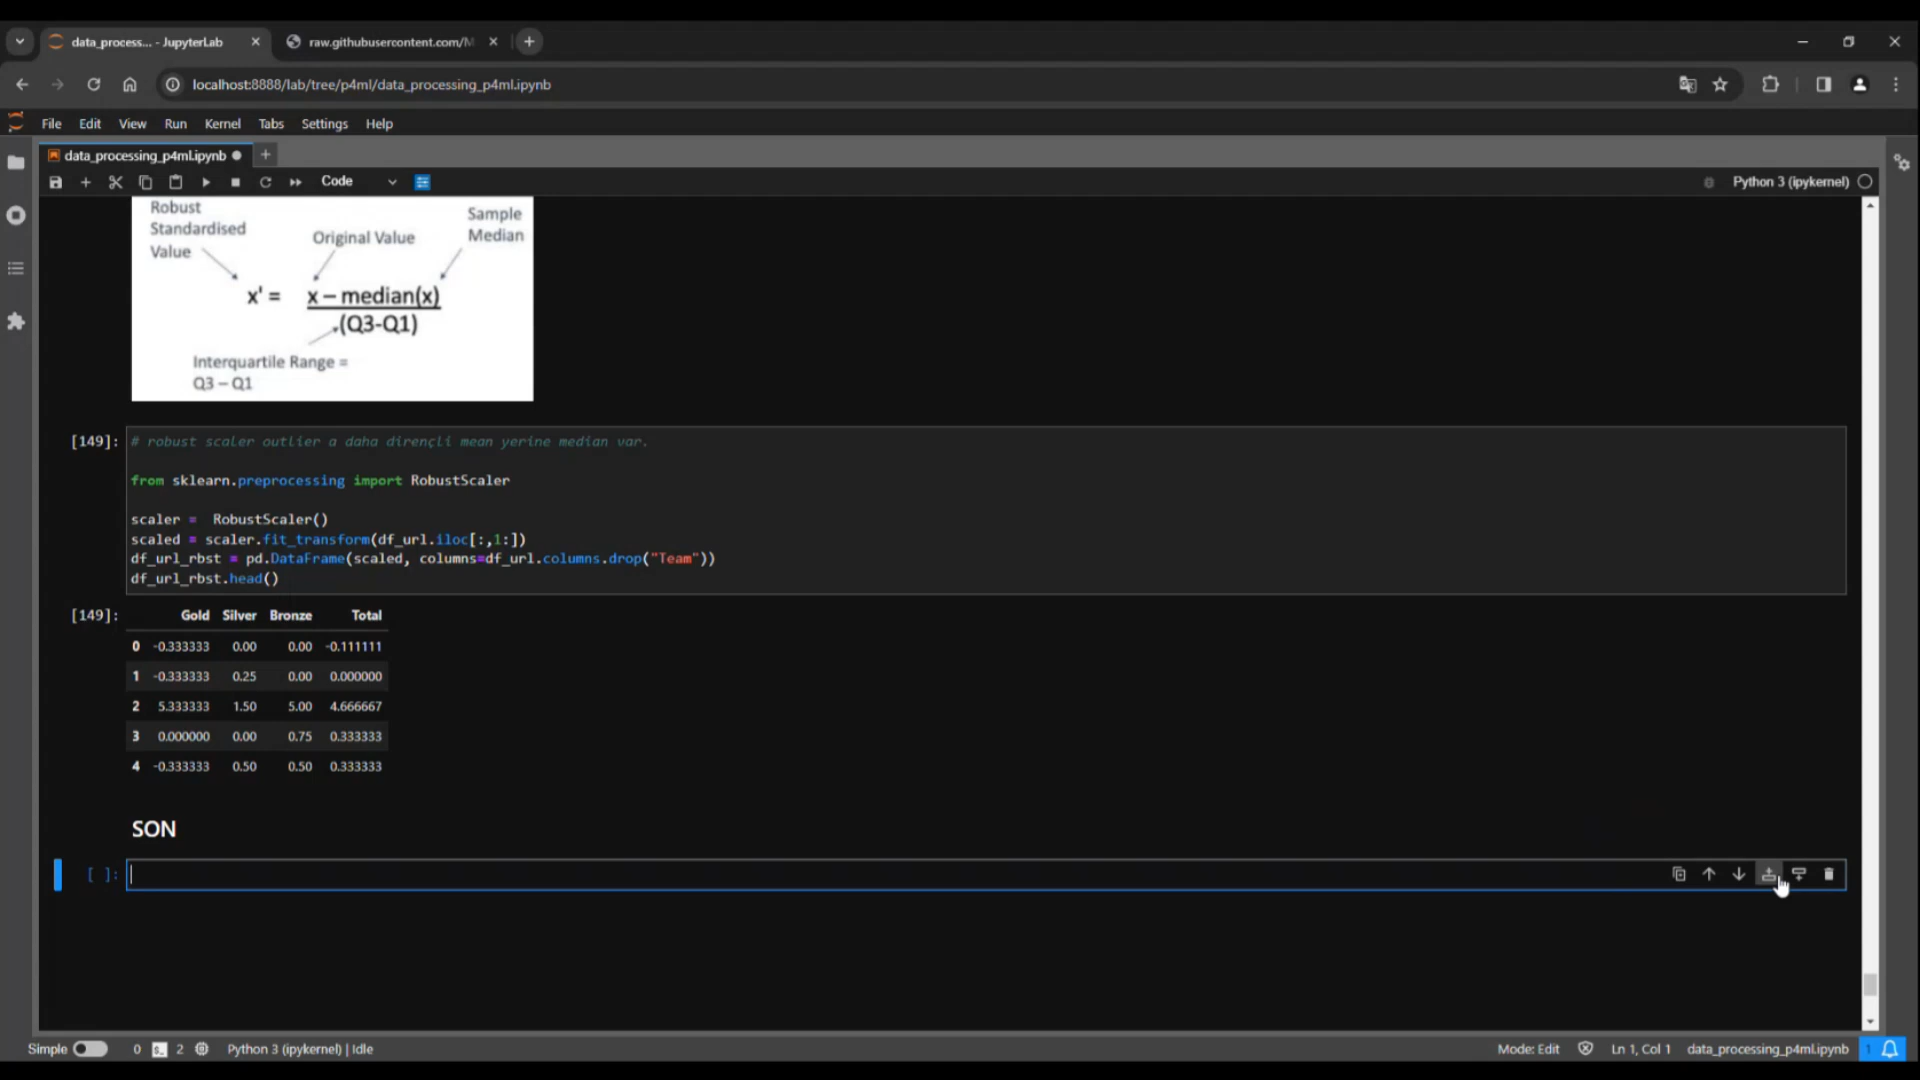 data_process... - JupyterLab
raw.githubusercontent.com/M
localhost:8888/lab/tree/p4ml/data_processing_p4ml.ipynb
File Edit View Run Kernel Tabs Settings Help
data_processing_p4ml.ipynb
Code
Python 3 (ipykernel)
Robust
Standardised
Value
Original Value
Sample
Median
x' = x – median(x)
(Q3-Q1)
Interquartile Range =
Q3 – Q1
[149]:
# robust scaler outlier a daha dirençli mean yerine median var.
from sklearn.preprocessing import RobustScaler
scaler =  RobustScaler()
scaled = scaler.fit_transform(df_url.iloc[:,1:])
df_url_rbst = pd.DataFrame(scaled, columns=df_url.columns.drop("Team"))
df_url_rbst.head()
[149]:
Gold Silver Bronze Total
0 -0.333333 0.00 0.00 -0.111111
1 -0.333333 0.25 0.00 0.000000
2 5.333333 1.50 5.00 4.666667
3 0.000000 0.00 0.75 0.333333
4 -0.333333 0.50 0.50 0.333333
SON
[ ]:
Simple 0 $_ 2 Python 3 (ipykernel) | Idle Mode: Edit Ln 1, Col 1 data_processing_p4ml.ipynb 1